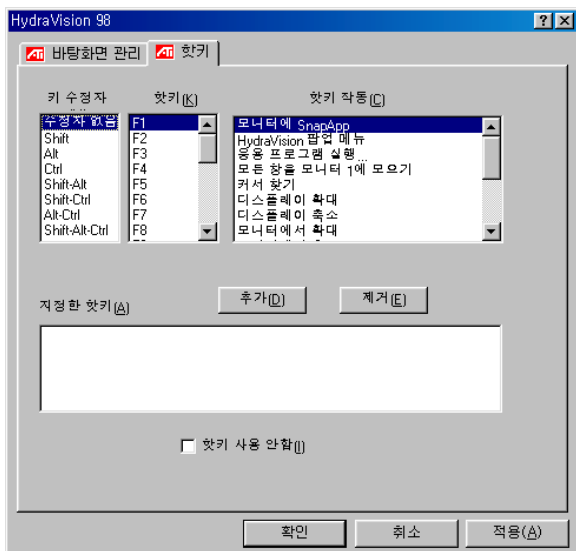 HydraVision 98
바탕화면 관리
핫키
키 수정자
핫키(K)
핫키 작동(C)
수정자 없음
Shift
Alt
Ctrl
Shift-Alt
Shift-Ctrl
Alt-Ctrl
Shift-Alt-Ctrl
F1
F2
F3
F4
F5
F6
F7
F8
모니터에 SnapApp
HydraVision 팝업 메뉴
응용 프로그램 실행...
모든 창을 모니터 1에 모으기
커서 찾기
디스플레이 확대
디스플레이 축소
모니터에서 확대
지정한 핫키(A)
추가(D)
제거(E)
핫키 사용 안함(I)
확인
취소
적용(A)